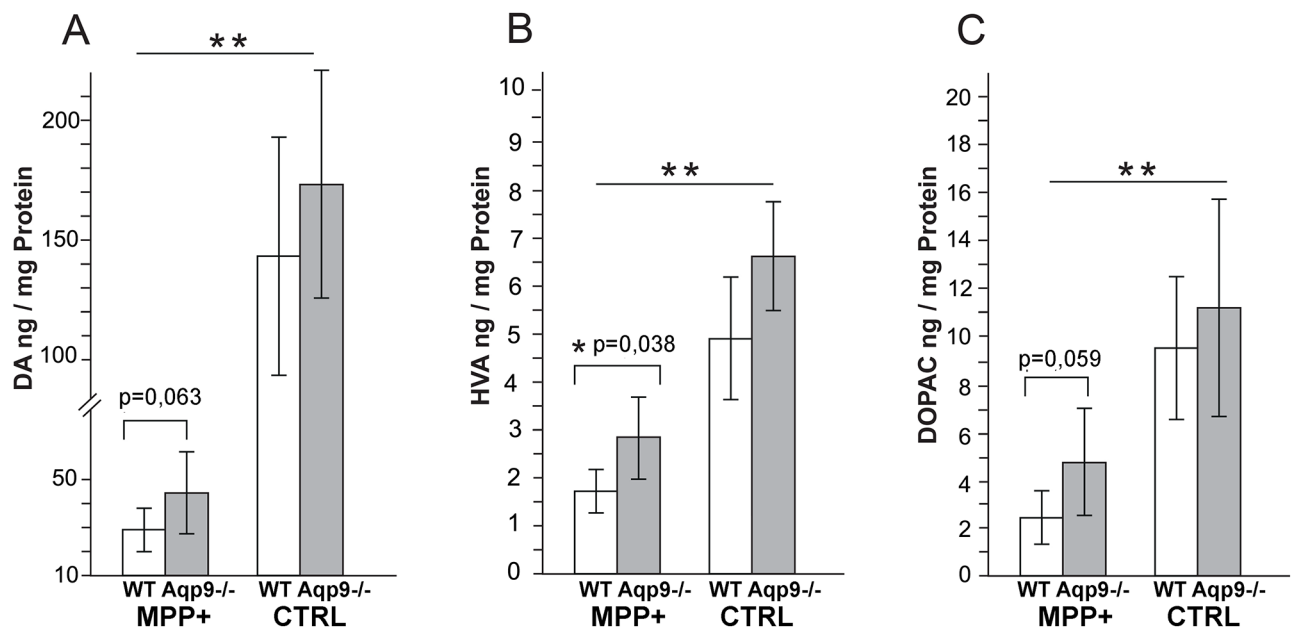 A
**
DA ng / mg Protein
200
150
100
50
10
p=0,063
WT Aqp9-/- WT Aqp9-/-
MPP+ CTRL
B
**
HVA ng / mg Protein
10
9
8
7
6
5
4
3
2
1
0
* p=0,038
WT Aqp9-/- WT Aqp9-/-
MPP+ CTRL
C
**
DOPAC ng / mg Protein
20
18
16
14
12
10
8
6
4
2
0
p=0,059
WT Aqp9-/- WT Aqp9-/-
MPP+ CTRL